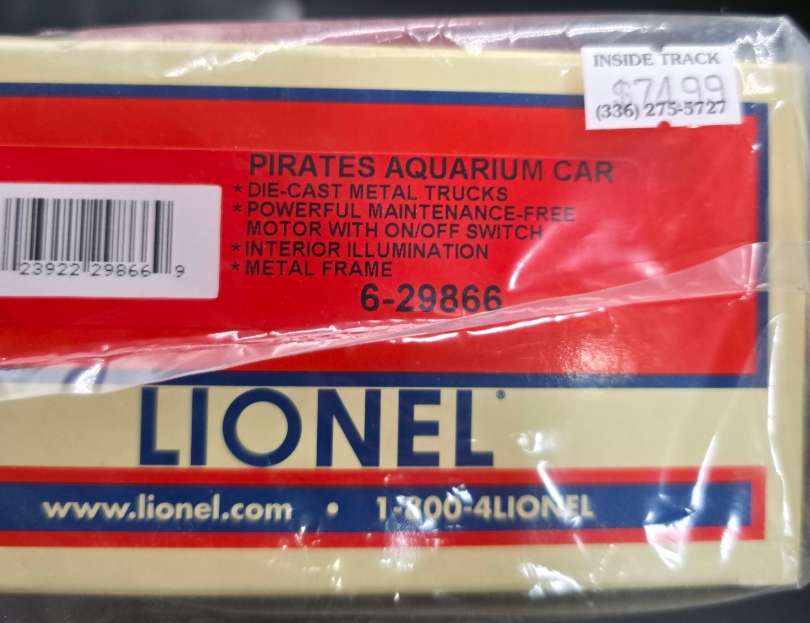 INSIDE TRACK
$74.99
(336) 275-5727
PIRATES AQUARIUM CAR
* DIE-CAST METAL TRUCKS
* POWERFUL MAINTENANCE-FREE
MOTOR WITH ON/OFF SWITCH
* INTERIOR ILLUMINATION
* METAL FRAME
6-29866
23922 29866 9
LIONEL®
www.lionel.com • 1-800-4LIONEL